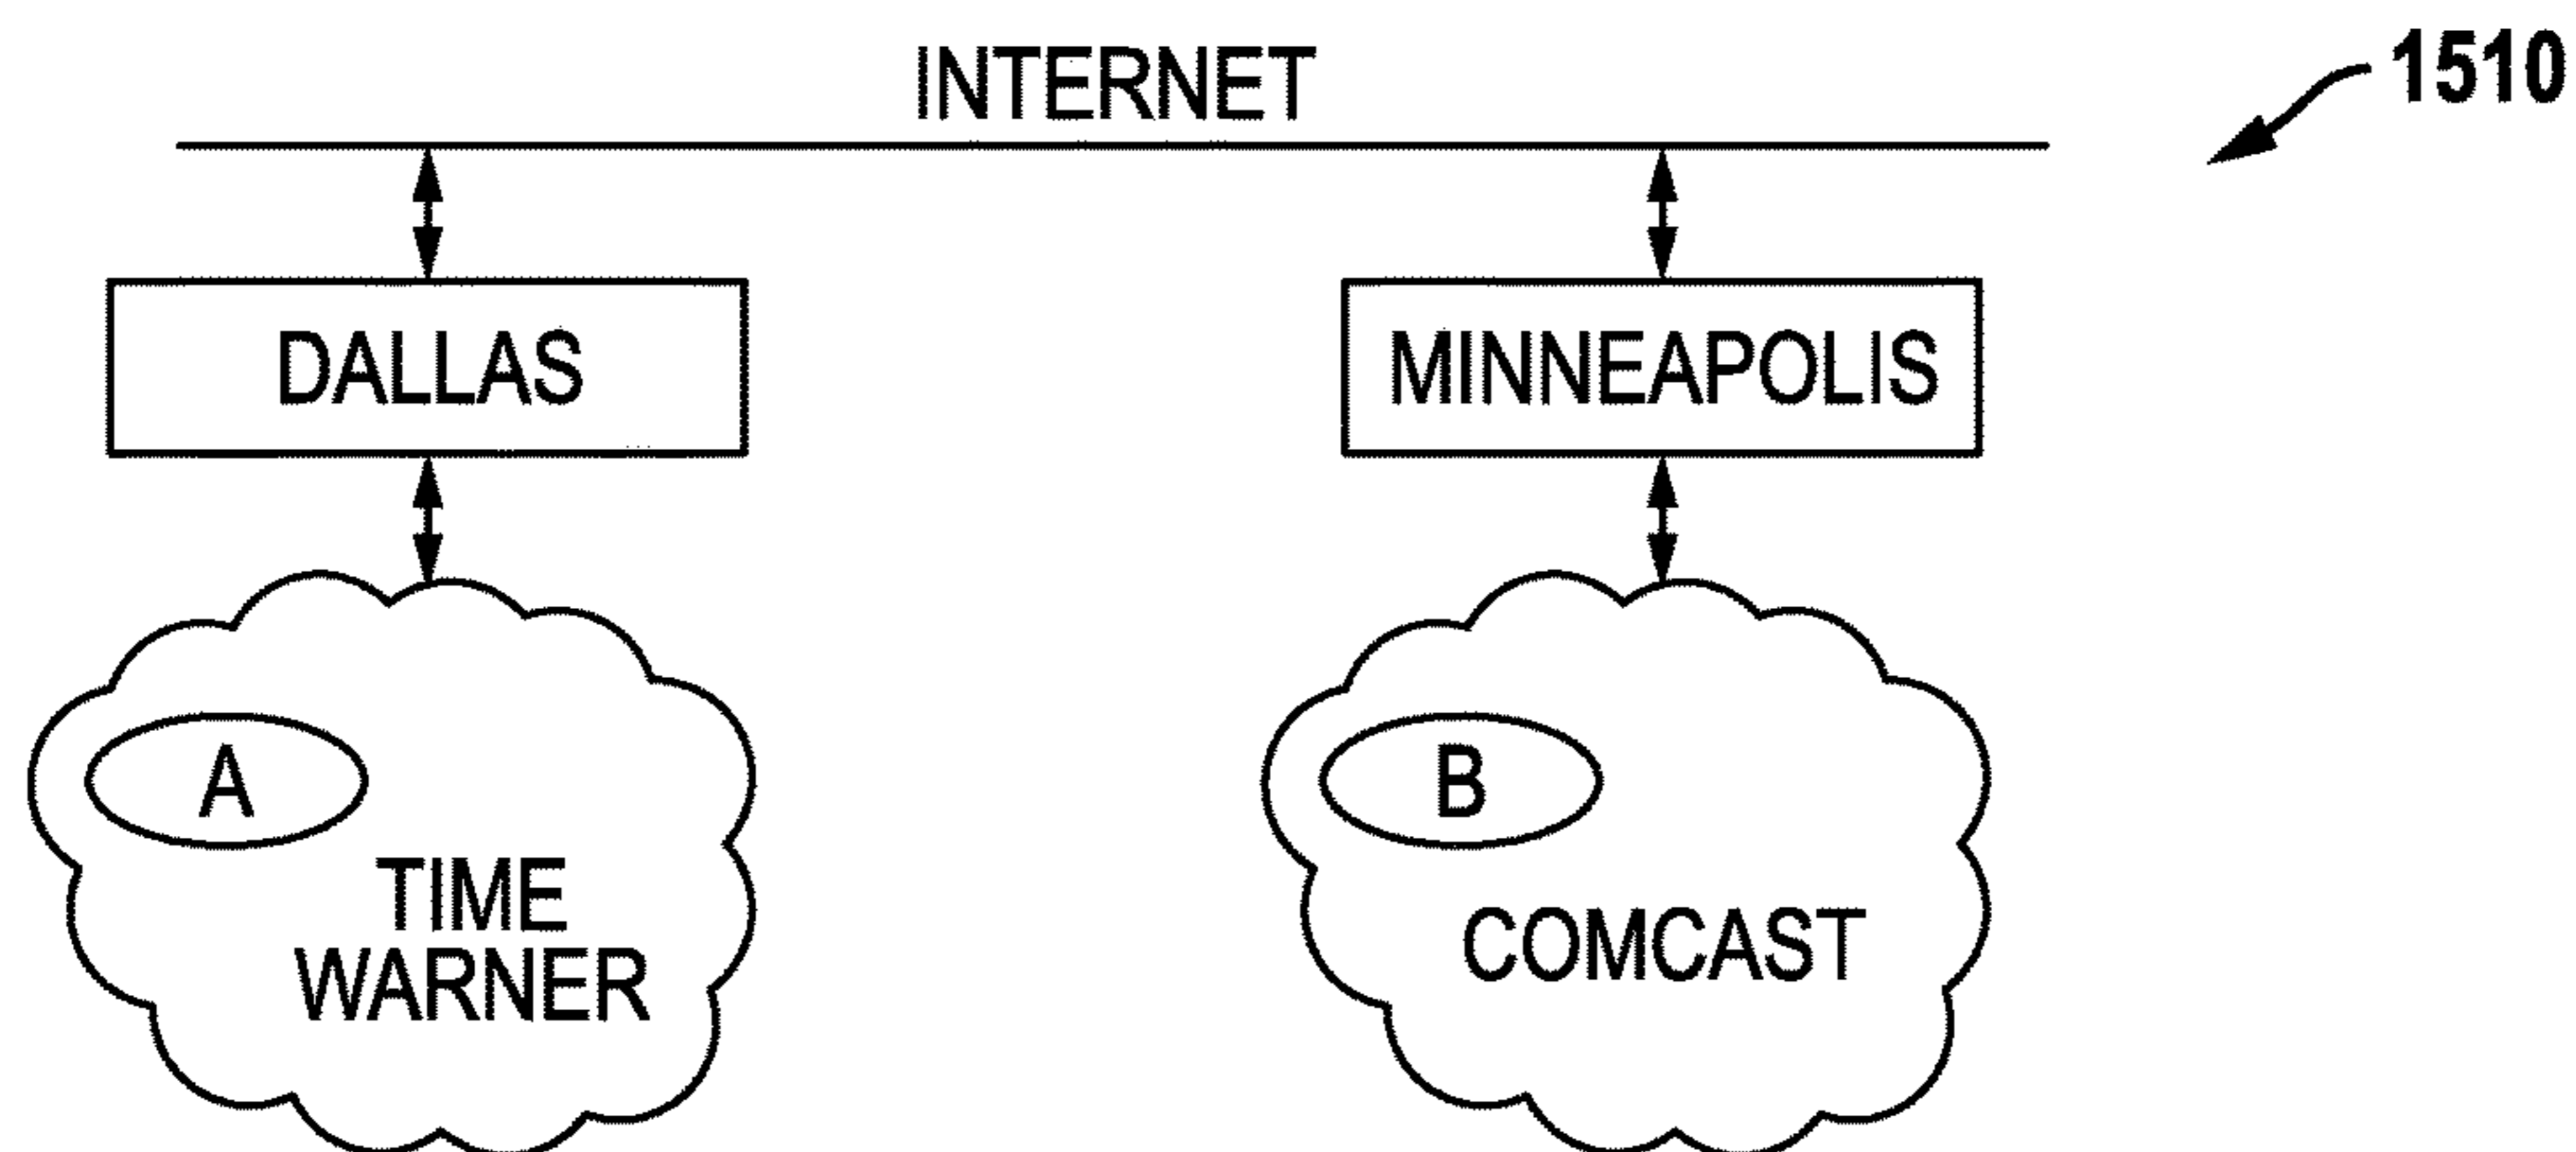 INTERNET
1510
DALLAS
MINNEAPOLIS
A
TIME
WARNER
B
COMCAST